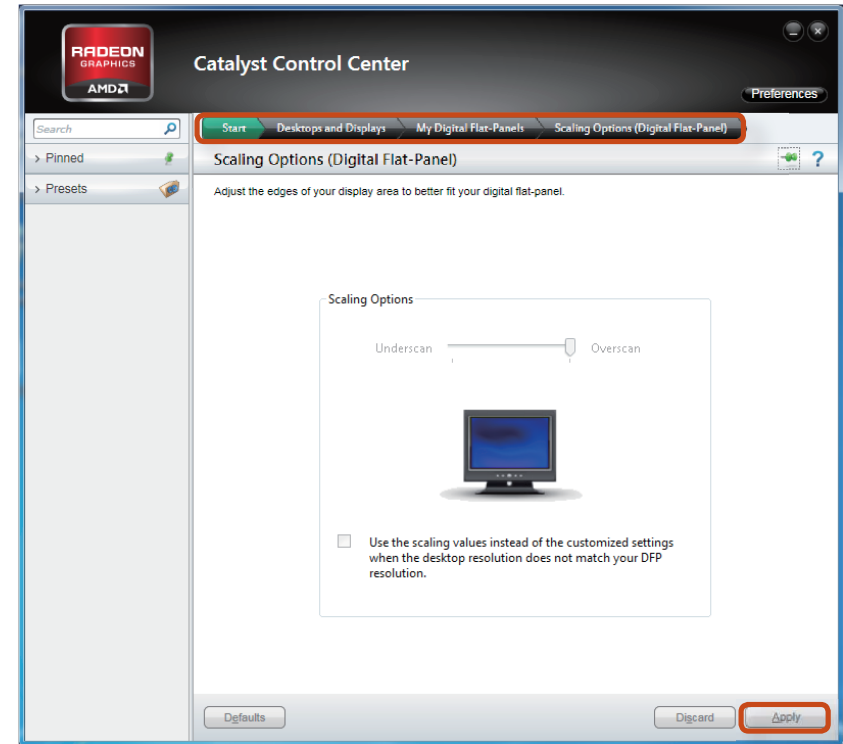 RADEON
GRAPHICS
AMD
Catalyst Control Center
Preferences
Search
Start Desktops and Displays My Digital Flat-Panels Scaling Options (Digital Flat-Panel)
> Pinned
Scaling Options (Digital Flat-Panel)
?
> Presets
Adjust the edges of your display area to better fit your digital flat-panel.
Scaling Options
Underscan
Overscan
Use the scaling values instead of the customized settings
when the desktop resolution does not match your DFP
resolution.
Defaults
Discard
Apply